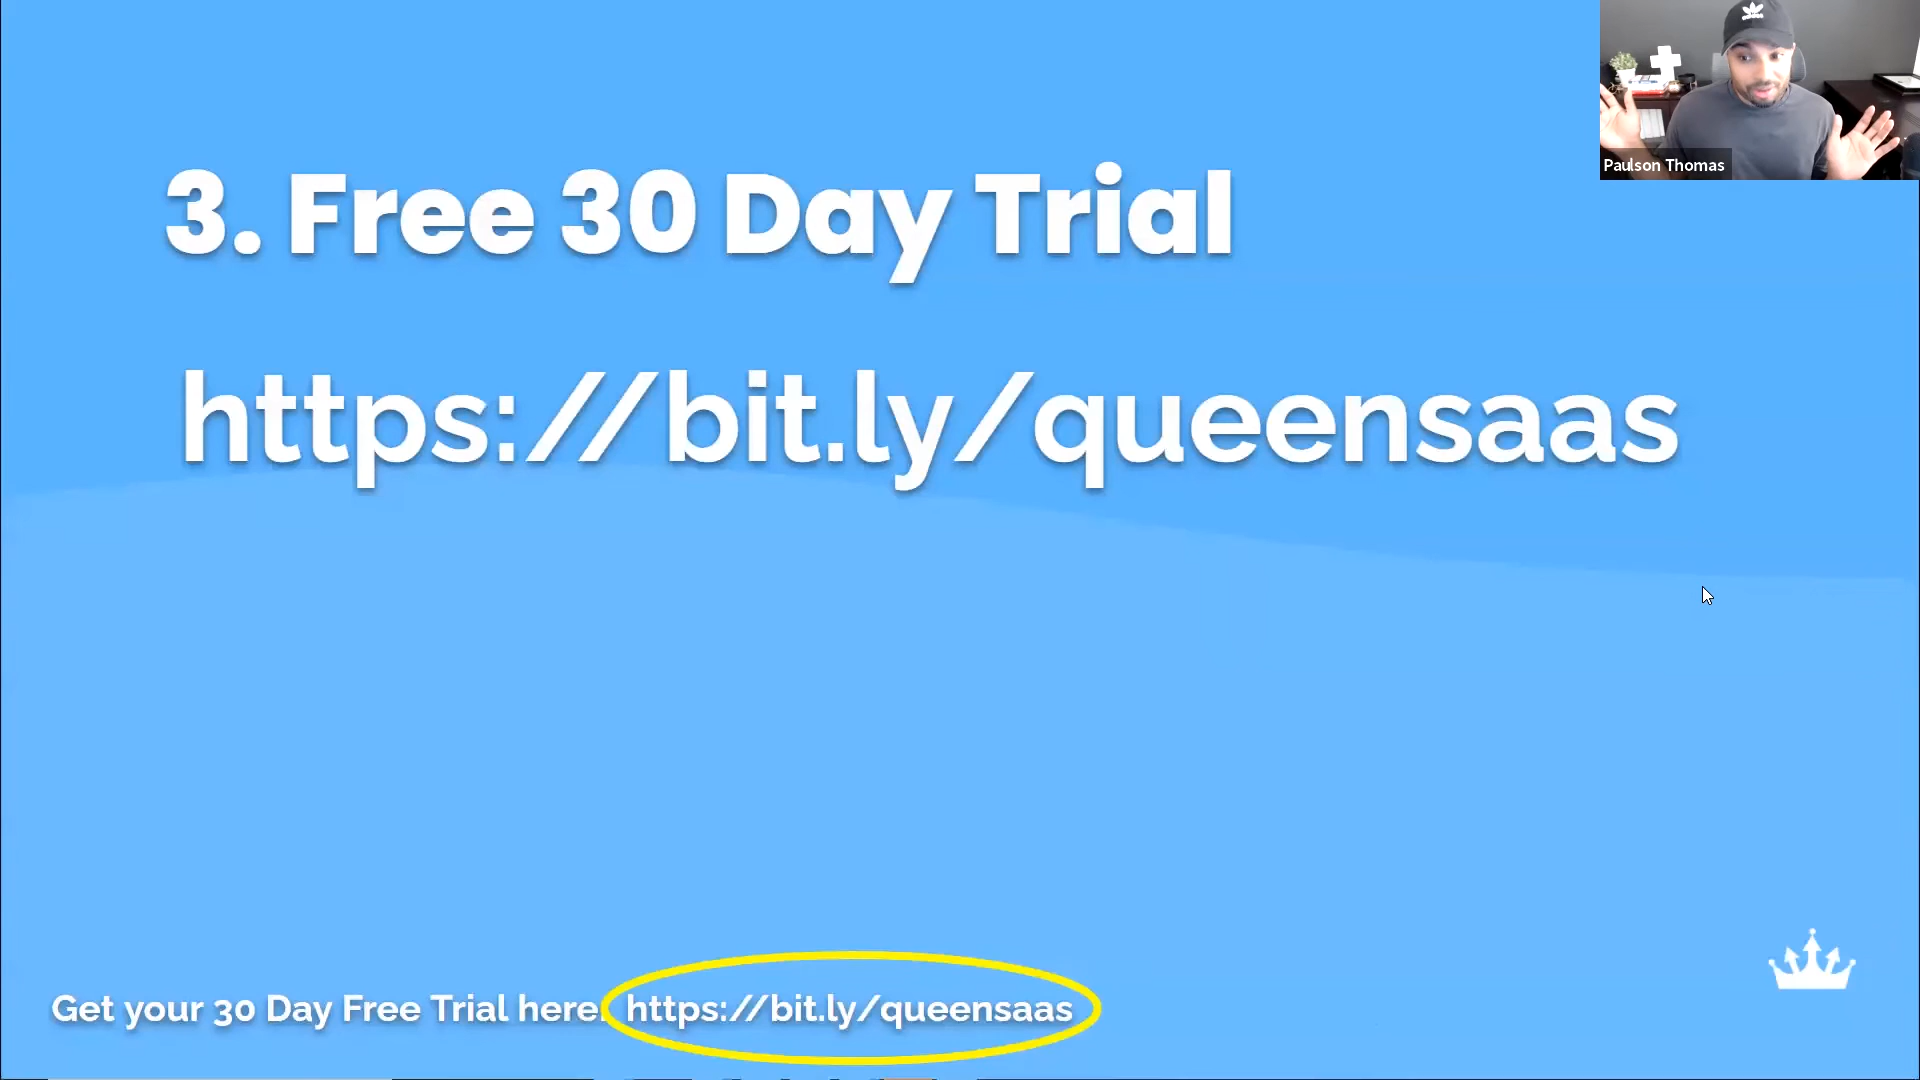 3. Free 30 Day Trial
https://bit.ly/queensaas
Paulson Thomas
Get your 30 Day Free Trial here: https://bit.ly/queensaas